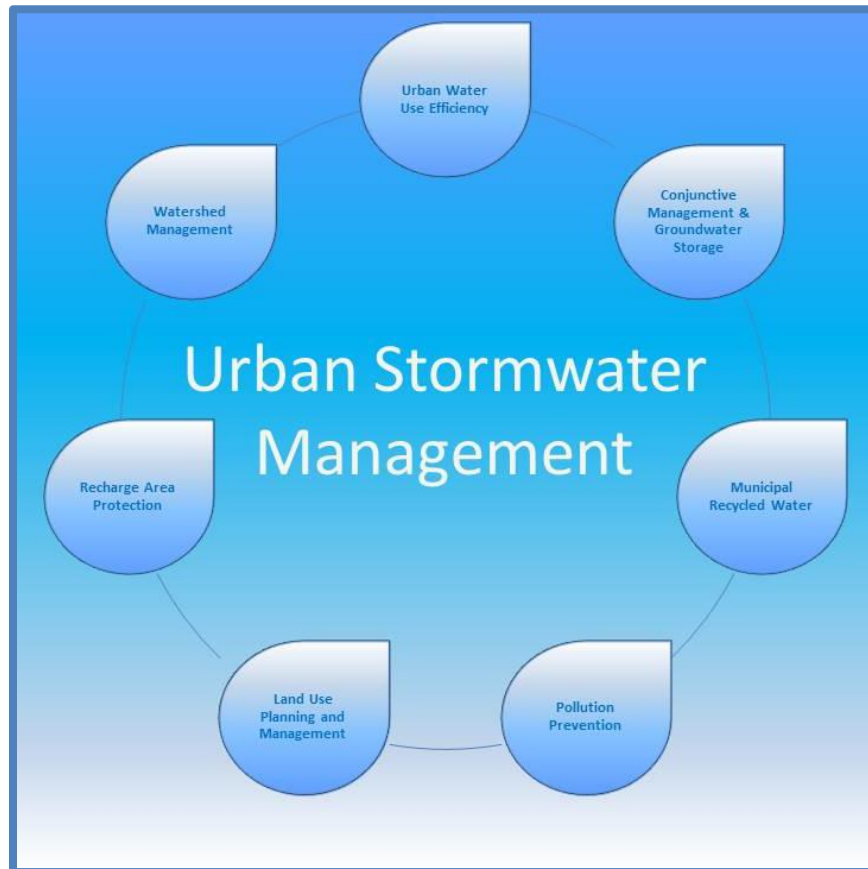 Urban Water
Use Efficiency
Conjunctive
Management &
Groundwater
Storage
Municipal
Recycled Water
Pollution
Prevention
Land Use
Planning and
Management
Recharge Area
Protection
Watershed
Management
Urban Stormwater
Management